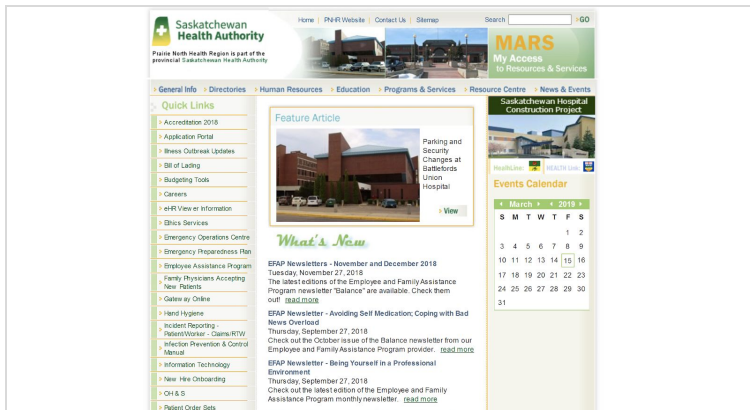 Saskatchewan
Health Authority
Prairie North Health Region is part of the
provincial Saskatchewan Health Authority
Home | PNHR Website | Contact Us | Sitemap
Search
GO
MARS
My Access
to Resources & Services
General Info
Directories
Human Resources
Education
Programs & Services
Resource Centre
News & Events
Quick Links
Accreditation 2018
Application Portal
Illness Outbreak Updates
Bill of Lading
Budgeting Tools
Careers
eHR Viewer Information
Ethics Services
Emergency Operations Centre
Emergency Preparedness Plan
Employee Assistance Program
Family Physicians Accepting
New Patients
Gateway Online
Hand Hygiene
Incident Reporting -
Patient/Worker - Claims/RTW
Infection Prevention & Control
Manual
Information Technology
New Hire Onboarding
OH & S
Patient Order Sets
Feature Article
Parking and
Security
Changes at
Battlefords
Union
Hospital
View
What's New
EFAP Newsletters - November and December 2018
Tuesday, November 27, 2018
The latest editions of the Employee and Family Assistance
Program newsletter "Balance" are available. Check them
out! read more
EFAP Newsletter - Avoiding Self Medication; Coping with Bad
News Overload
Thursday, September 27, 2018
Check out the October issue of the Balance newsletter from our
Employee and Family Assistance Program provider. read more
EFAP Newsletter - Being Yourself in a Professional
Environment
Thursday, September 27, 2018
Check out the latest edition of the Employee and Family
Assistance Program monthly newsletter. read more
Saskatchewan Hospital
Construction Project
HealthLine
HEALTH Link
Events Calendar
March 2019
S M T W T F S
1 2
3 4 5 6 7 8 9
10 11 12 13 14 15 16
17 18 19 20 21 22 23
24 25 26 27 28 29 30
31